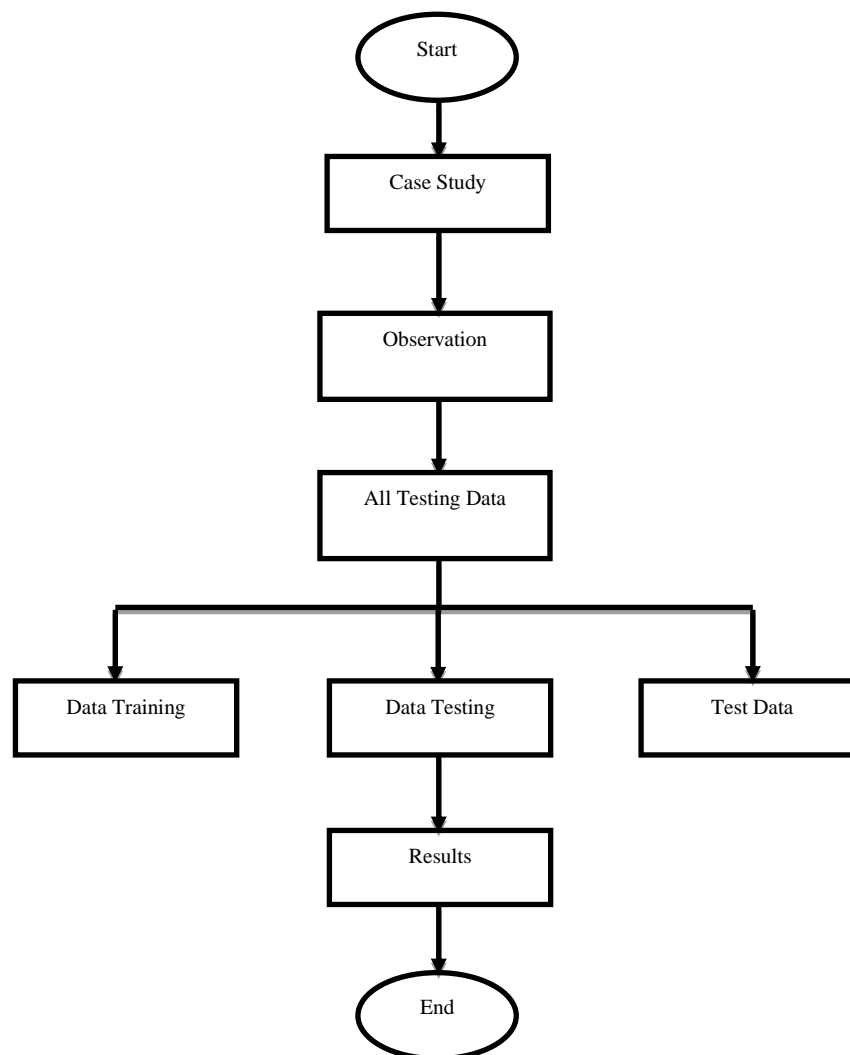 Start
Case Study
Observation
All Testing Data
Data Training
Data Testing
Test Data
Results
End